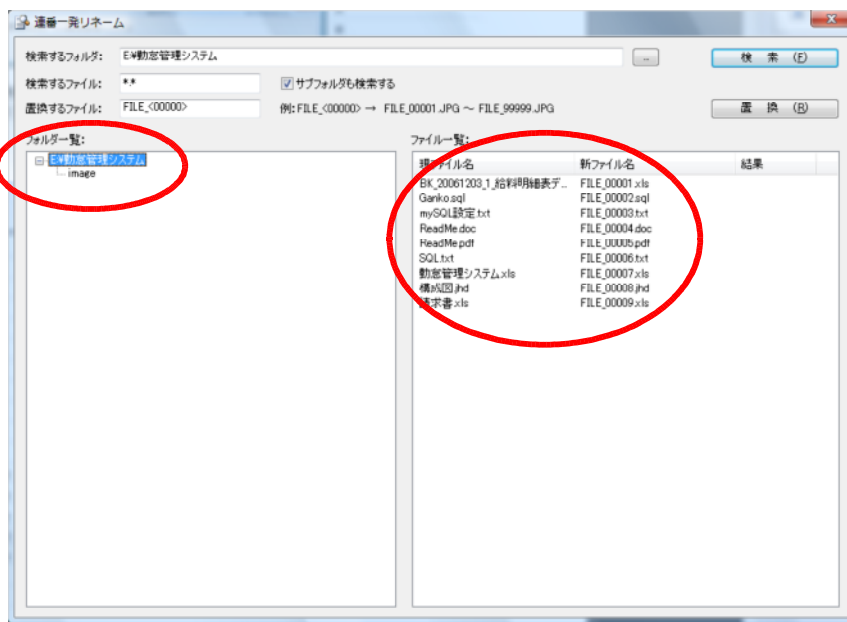 連番一発リネーム
検索するフォルダ: E:¥勤怠管理システム .. 検 索 (F)
検索するファイル: *.* サブフォルダも検索する
置換するファイル: FILE_<00000> 例:FILE_<00000> → FILE_00001.JPG ～ FILE_99999.JPG 置 換 (R)
フォルダ一覧: ファイル一覧:
E:¥勤怠管理システム
image
現ファイル名 新ファイル名 結果
BK_20061203_1_給料明細表デ... FILE_00001.xls
Ganko.sql FILE_00002.sql
mySQL設定.txt FILE_00003.txt
ReadMe.doc FILE_00004.doc
ReadMe.pdf FILE_00005.pdf
SQL.txt FILE_00006.txt
勤怠管理システム.xls FILE_00007.xls
構成図.jhd FILE_00008.jhd
請求書.xls FILE_00009.xls